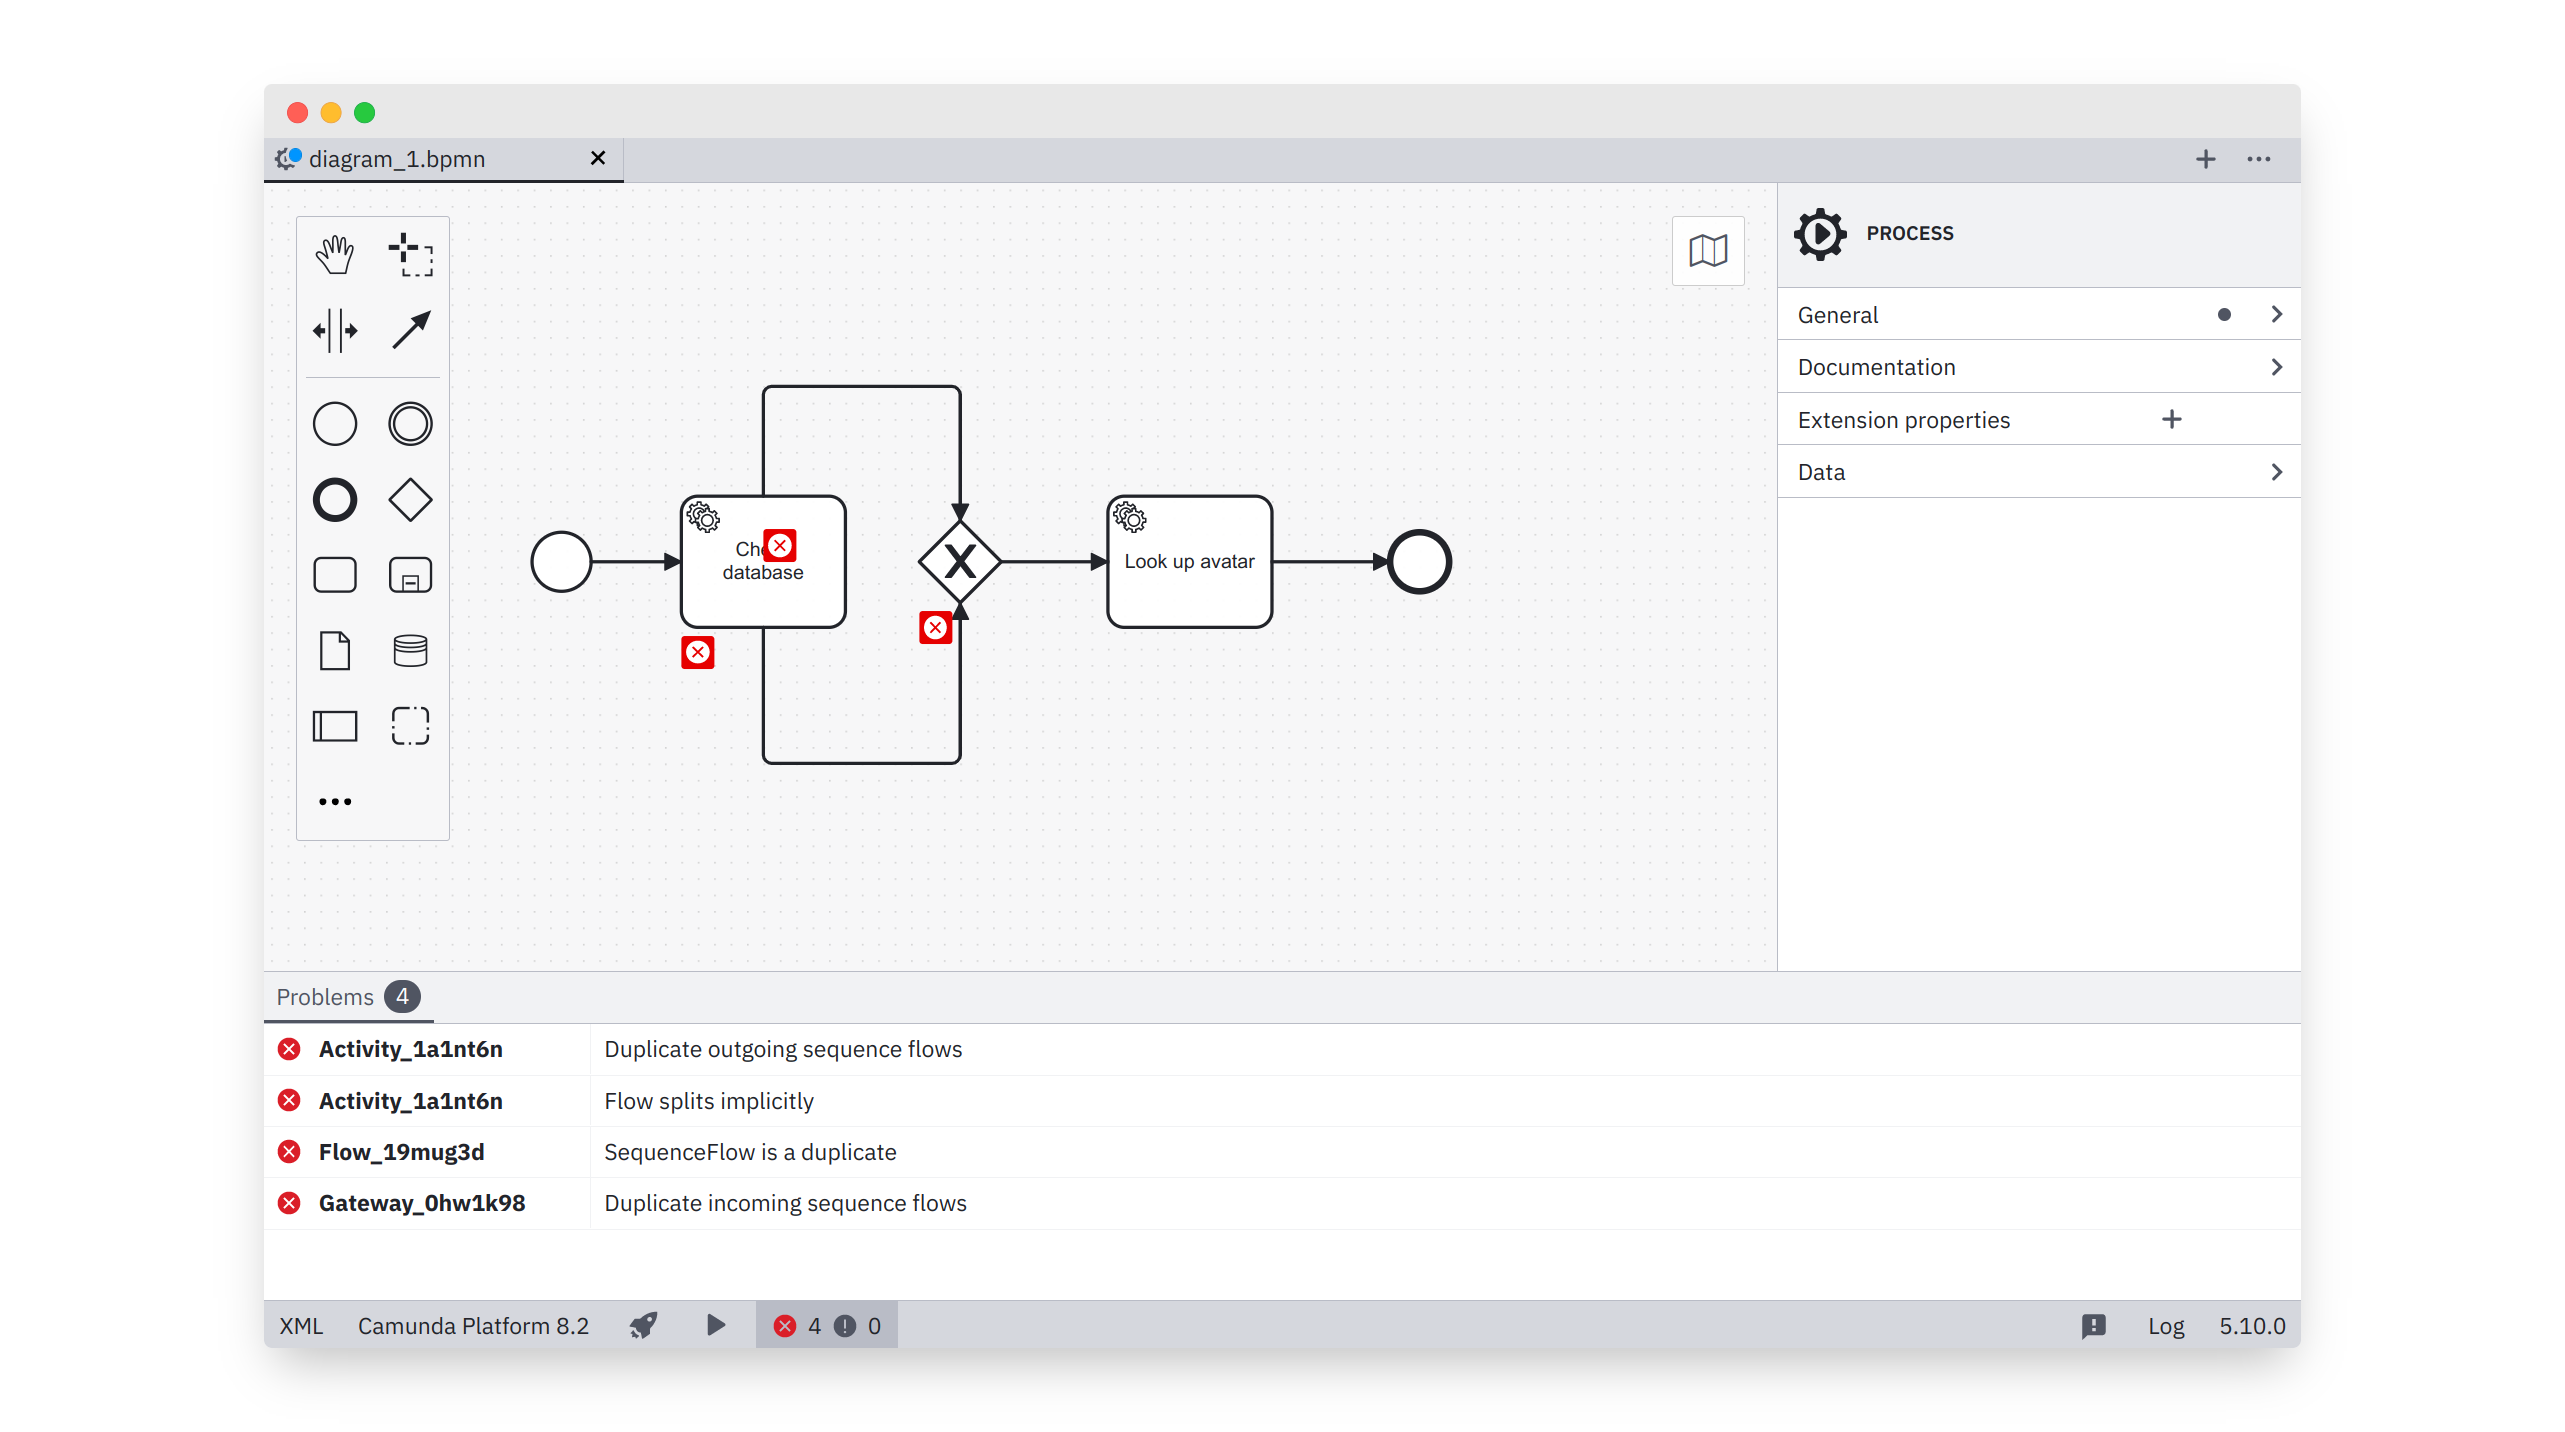 diagram_1.bpmn
PROCESS
General
Documentation
Extension properties
Data
database
Look up avatar
Problems 4
Activity_1a1nt6n Duplicate outgoing sequence flows
Activity_1a1nt6n Flow splits implicitly
Flow_19mug3d SequenceFlow is a duplicate
Gateway_0hw1k98 Duplicate incoming sequence flows
XML Camunda Platform 8.2 4 0 Log 5.10.0